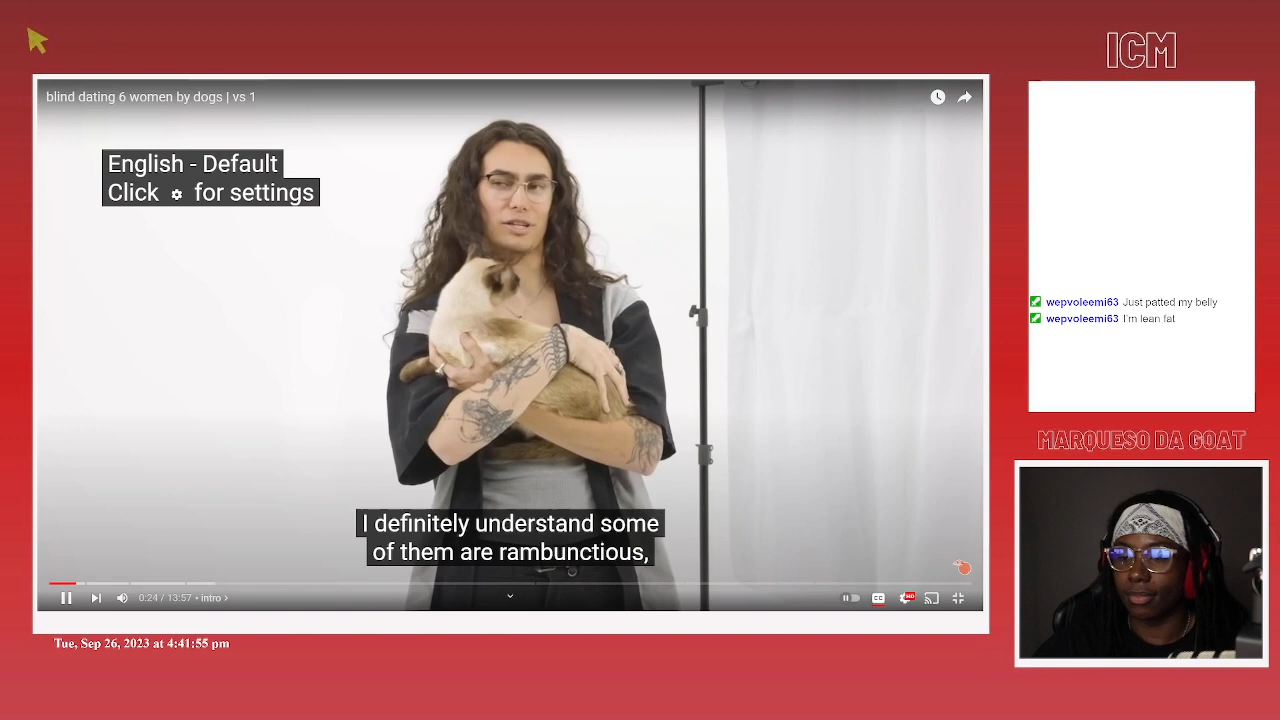 ICM
blind dating 6 women by dogs | vs 1
English - Default
Click for settings
wepvoleemi63 Just patted my belly
wepvoleemi63 I'm lean fat
MARQUESO DA GOAT
I definitely understand some
of them are rambunctious,
0:24 / 13:57 • intro ›
CC
HD
Tue, Sep 26, 2023 at 4:41:55 pm